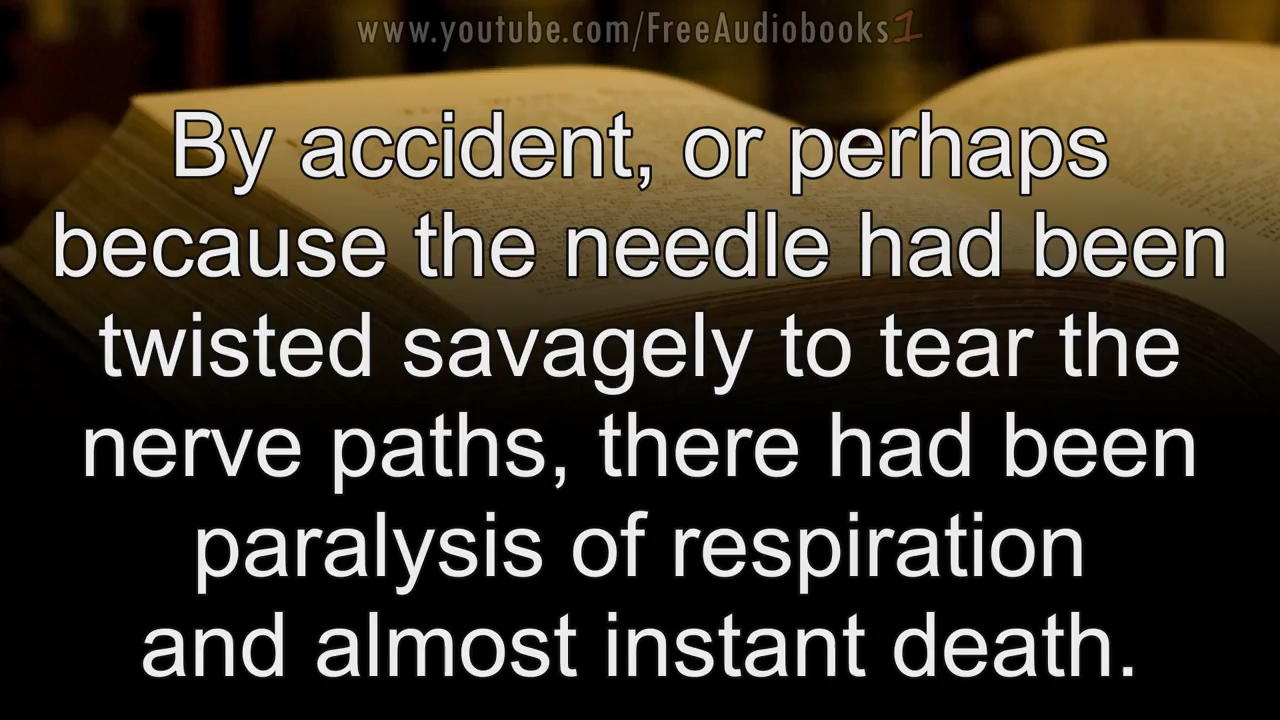 www.youtube.com/FreeAudiobooks1
By accident, or perhaps
because the needle had been
twisted savagely to tear the
nerve paths, there had been
paralysis of respiration
and almost instant death.